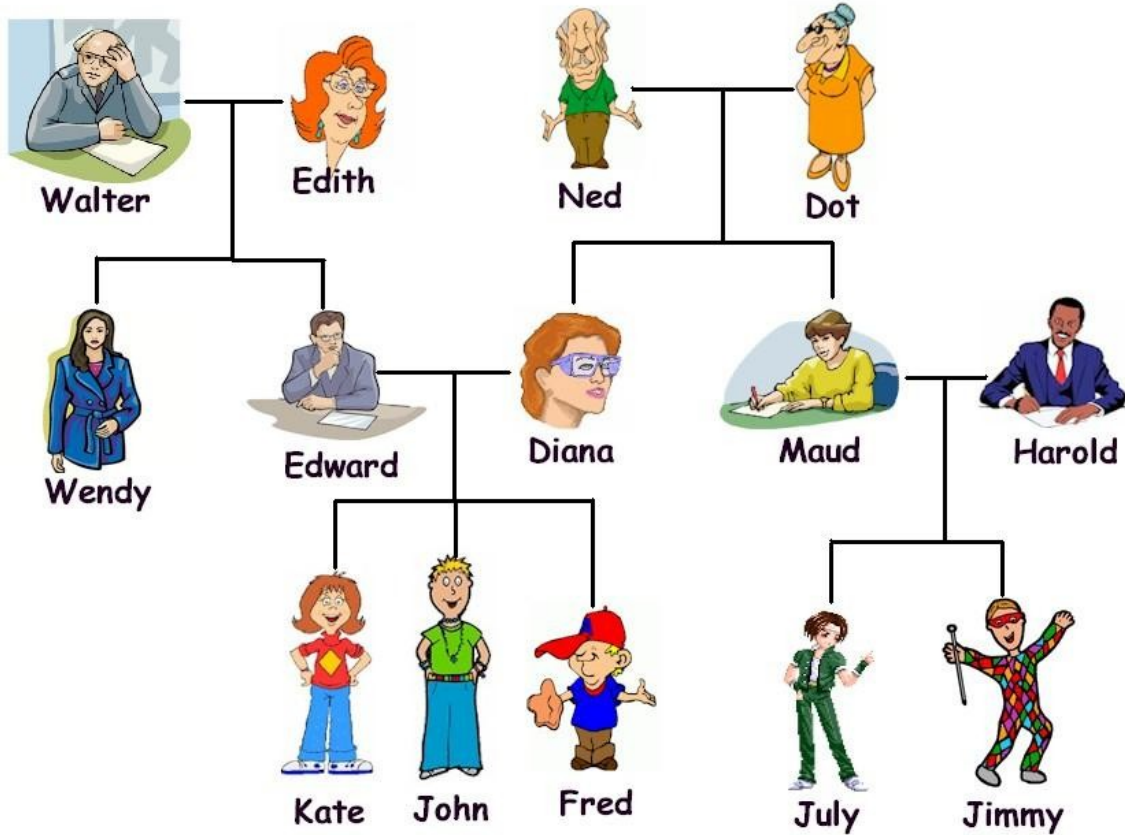 Walter
Edith
Ned
Dot
Wendy
Edward
Diana
Maud
Harold
Kate
John
Fred
July
Jimmy